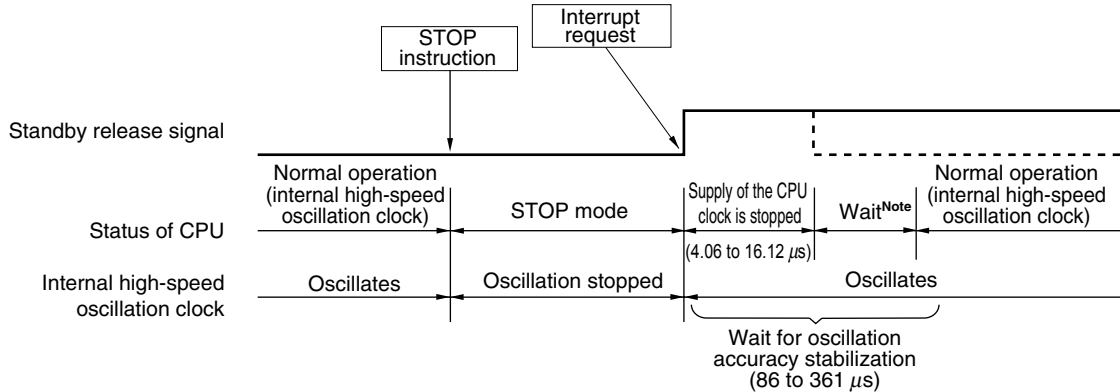 STOP
instruction
Interrupt
request
Standby release signal
Normal operation
(internal high-speed
oscillation clock)
STOP mode
Supply of the CPU
clock is stopped
(4.06 to 16.12 μs)
WaitNote
Normal operation
(internal high-speed
oscillation clock)
Status of CPU
Internal high-speed
oscillation clock
Oscillates
Oscillation stopped
Oscillates
Wait for oscillation
accuracy stabilization
(86 to 361 μs)